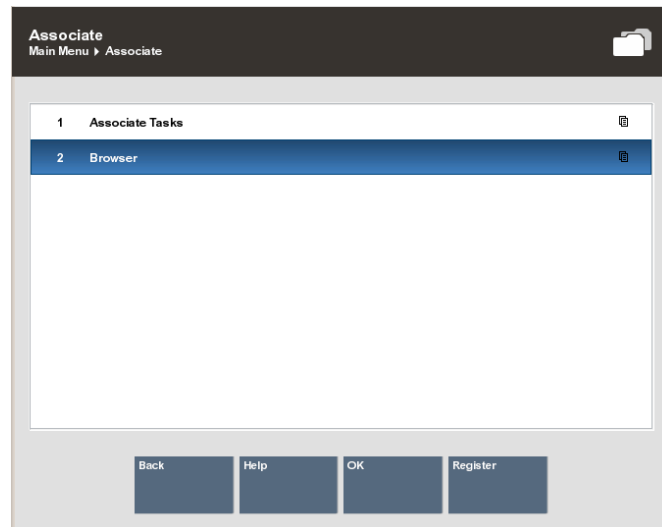 Associate
Main Menu ▸ Associate
1 Associate Tasks
2 Browser
Back Help OK Register